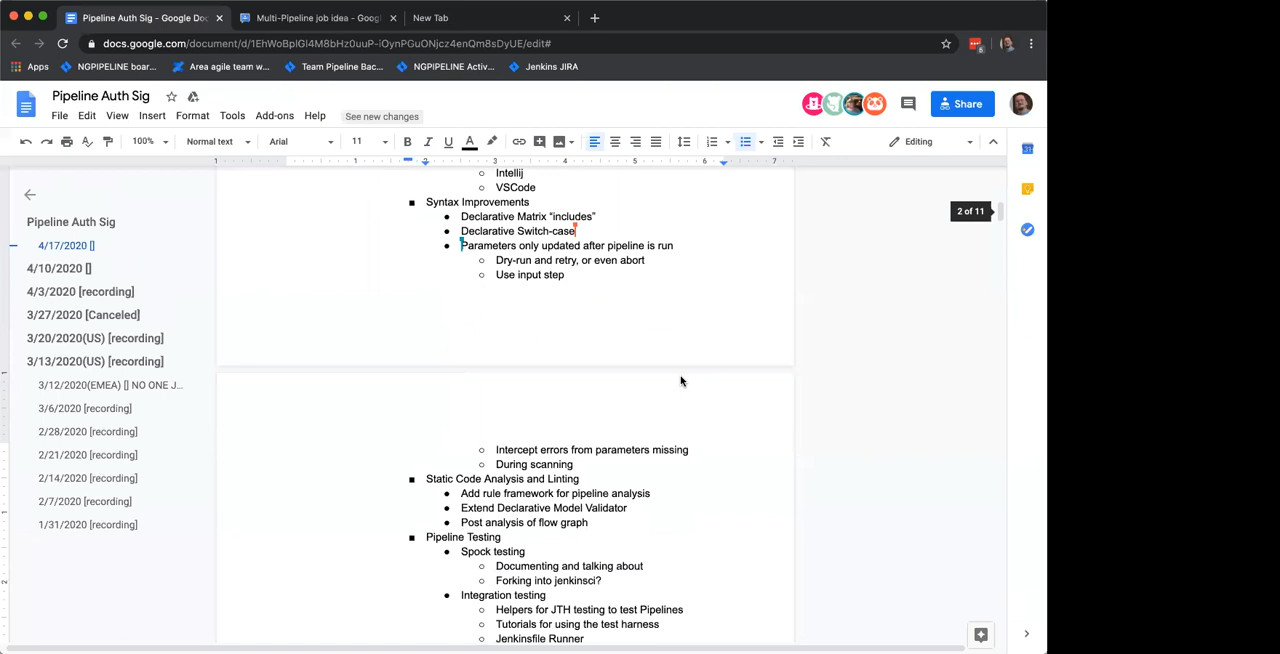 Pipeline Auth Sig - Google Doc
Multi-Pipeline job idea - Googl
New Tab
docs.google.com/document/d/1EhWoBplGl4M8bHz0uuP-iOynPGuONjcz4enQm8sDyUE/edit#
Apps
NGPIPELINE boar...
Area agile team w...
Team Pipeline Bac...
NGPIPELINE Activ...
Jenkins JIRA
Pipeline Auth Sig
File Edit View Insert Format Tools Add-ons Help
See new changes
Share
100%
Normal text
Arial
11
Editing
1 1 2 3 4 5 6 7
Pipeline Auth Sig
4/17/2020 []
4/10/2020 []
4/3/2020 [recording]
3/27/2020 [Canceled]
3/20/2020(US) [recording]
3/13/2020(US) [recording]
3/12/2020(EMEA) [] NO ONE J...
3/6/2020 [recording]
2/28/2020 [recording]
2/21/2020 [recording]
2/14/2020 [recording]
2/7/2020 [recording]
1/31/2020 [recording]
Intellij
VSCode
Syntax Improvements
Declarative Matrix “includes”
Declarative Switch-case
Parameters only updated after pipeline is run
Dry-run and retry, or even abort
Use input step
2 of 11
Intercept errors from parameters missing
During scanning
Static Code Analysis and Linting
Add rule framework for pipeline analysis
Extend Declarative Model Validator
Post analysis of flow graph
Pipeline Testing
Spock testing
Documenting and talking about
Forking into jenkinsci?
Integration testing
Helpers for JTH testing to test Pipelines
Tutorials for using the test harness
Jenkinsfile Runner